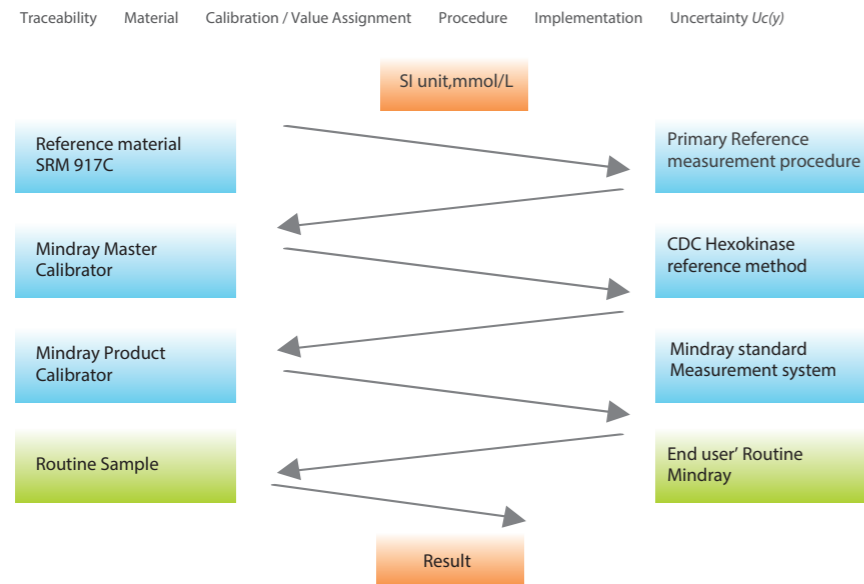 Traceability Material Calibration / Value Assignment Procedure Implementation Uncertainty Uc(y)
SI unit,mmol/L
Reference material
SRM 917C
Primary Reference
measurement procedure
Mindray Master
Calibrator
CDC Hexokinase
reference method
Mindray Product
Calibrator
Mindray standard
Measurement system
Routine Sample
End user' Routine
Mindray
Result